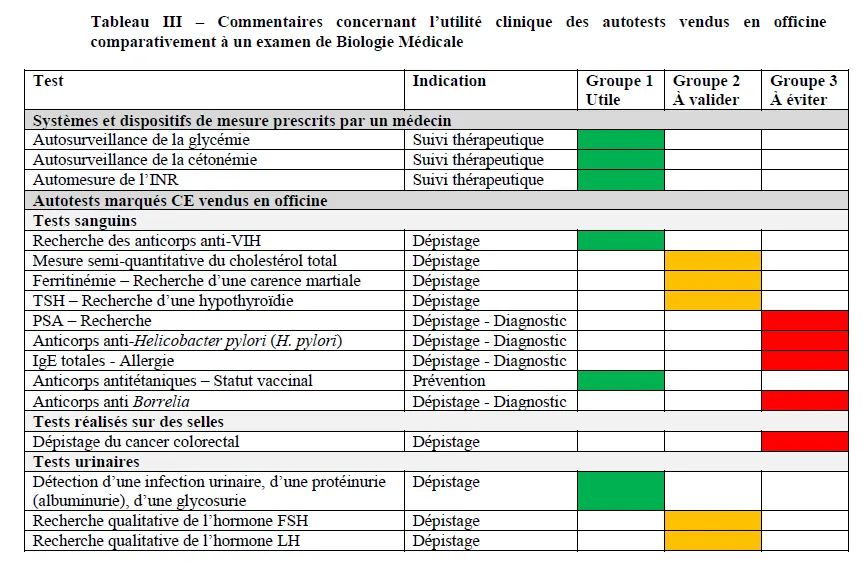 Tableau III – Commentaires concernant l’utilité clinique des autotests vendus en officine
comparativement à un examen de Biologie Médicale
Test Indication Groupe 1 Groupe 2 Groupe 3
Utile À valider À éviter
Systèmes et dispositifs de mesure prescrits par un médecin
Autosurveillance de la glycémie Suivi thérapeutique
Autosurveillance de la cétonémie Suivi thérapeutique
Automesure de l’INR Suivi thérapeutique
Autotests marqués CE vendus en officine
Tests sanguins
Recherche des anticorps anti-VIH Dépistage
Mesure semi-quantitative du cholestérol total Dépistage
Ferritinémie – Recherche d’une carence martiale Dépistage
TSH – Recherche d’une hypothyroïdie Dépistage
PSA – Recherche Dépistage - Diagnostic
Anticorps anti-Helicobacter pylori (H. pylori) Dépistage - Diagnostic
IgE totales - Allergie Dépistage - Diagnostic
Anticorps antitétaniques – Statut vaccinal Prévention
Anticorps anti Borrelia Dépistage - Diagnostic
Tests réalisés sur des selles
Dépistage du cancer colorectal Dépistage
Tests urinaires
Détection d’une infection urinaire, d’une protéinurie Dépistage
(albuminurie), d’une glycosurie
Recherche qualitative de l’hormone FSH Dépistage
Recherche qualitative de l’hormone LH Dépistage